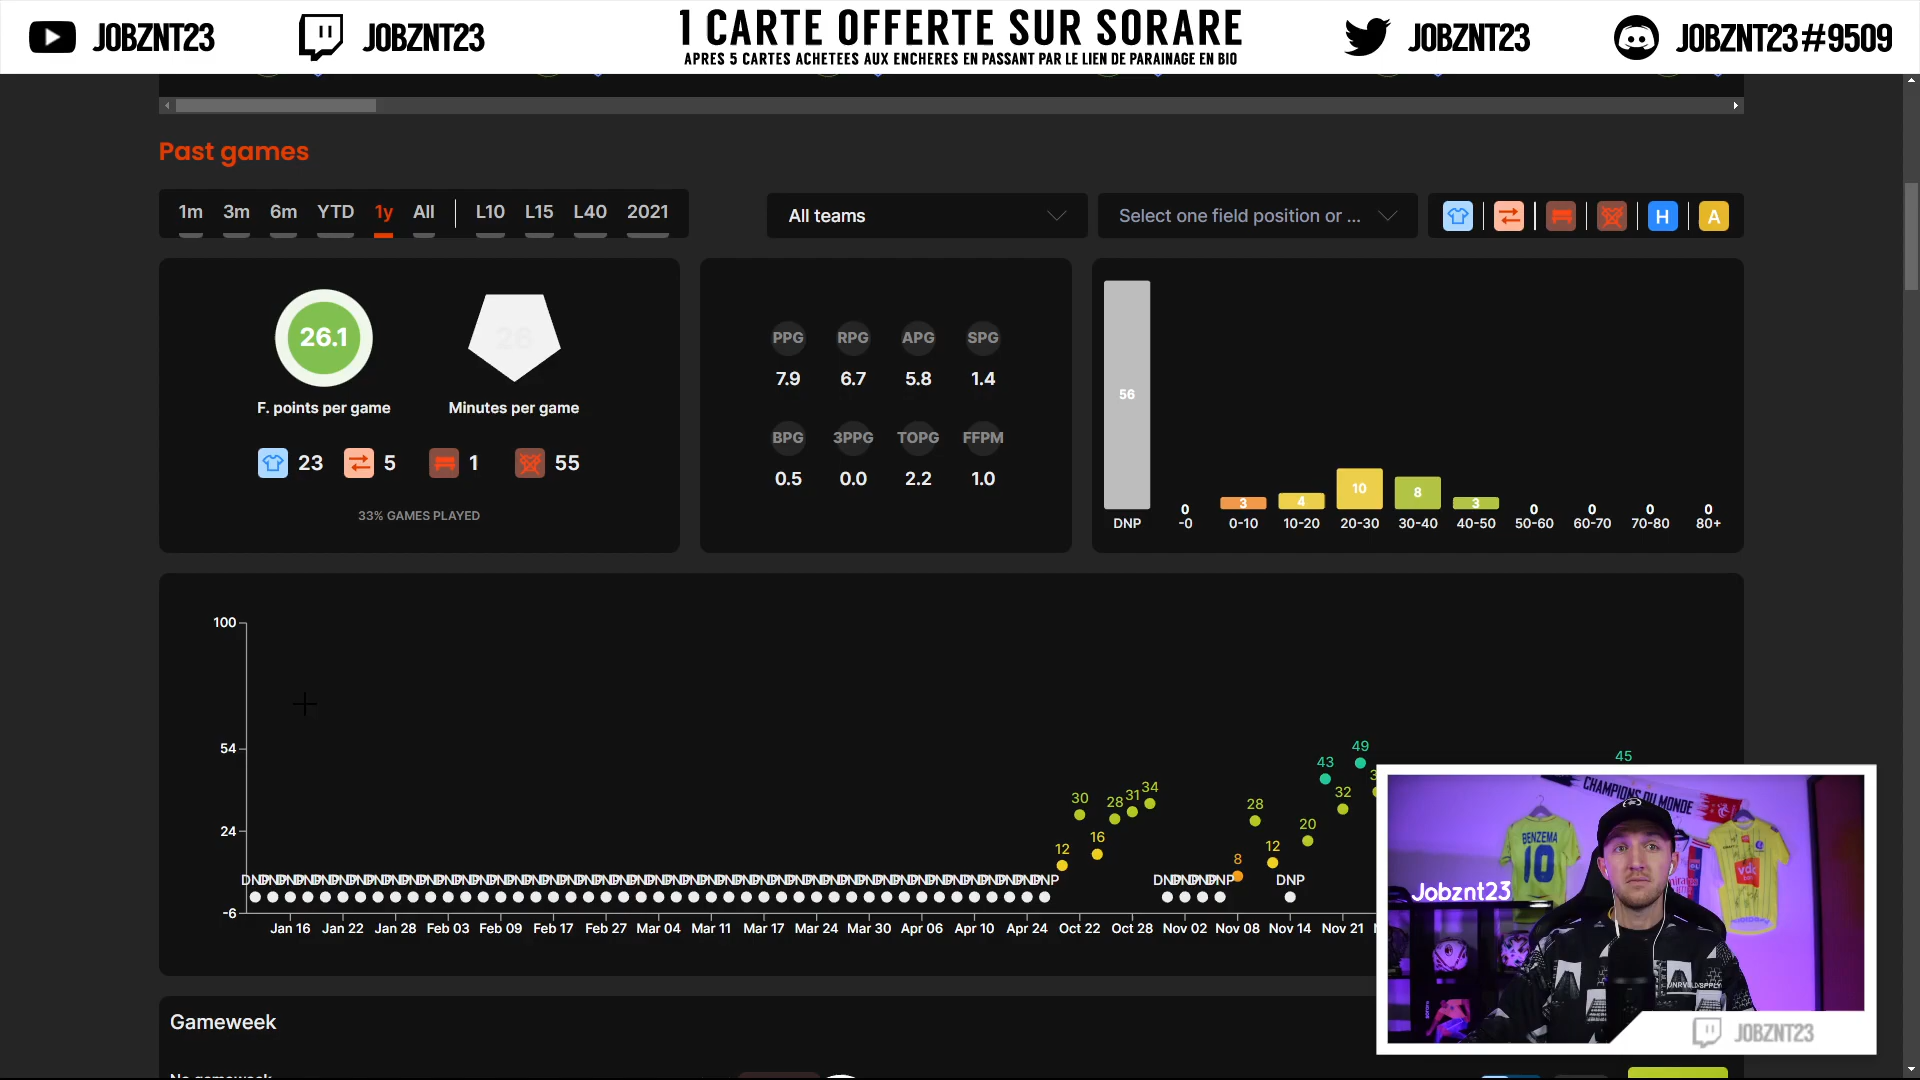 JOBZNT23
JOBZNT23
1 CARTE OFFERTE SUR SORARE
APRES 5 CARTES ACHETEES AUX ENCHERES EN PASSANT PAR LE LIEN DE PARAINAGE EN BIO
JOBZNT23
JOBZNT23#9509
Past games
1m 3m 6m YTD 1y All L10 L15 L40 2021
All teams
Select one field position or ...
H A
26.1
26
F. points per game
Minutes per game
23 5 1 55
33% GAMES PLAYED
PPG RPG APG SPG
7.9 6.7 5.8 1.4
BPG 3PPG TOPG FFPM
0.5 0.0 2.2 1.0
56 0 3 4 10 8 3 0 0 0 0
DNP -0 0-10 10-20 20-30 30-40 40-50 50-60 60-70 70-80 80+
100
54
24
-6
12 30 16 28 31 34
8 28 12 20 43 32 49
45
DNP
DNP
Jan 16 Jan 22 Jan 28 Feb 03 Feb 09 Feb 17 Feb 27 Mar 04 Mar 11 Mar 17 Mar 24 Mar 30 Apr 06 Apr 10 Apr 24 Oct 22 Oct 28 Nov 02 Nov 08 Nov 14 Nov 21
CHAMPIONS DU MONDE
BENZEMA
10
Jobznt23
JOBZNT23
Gameweek